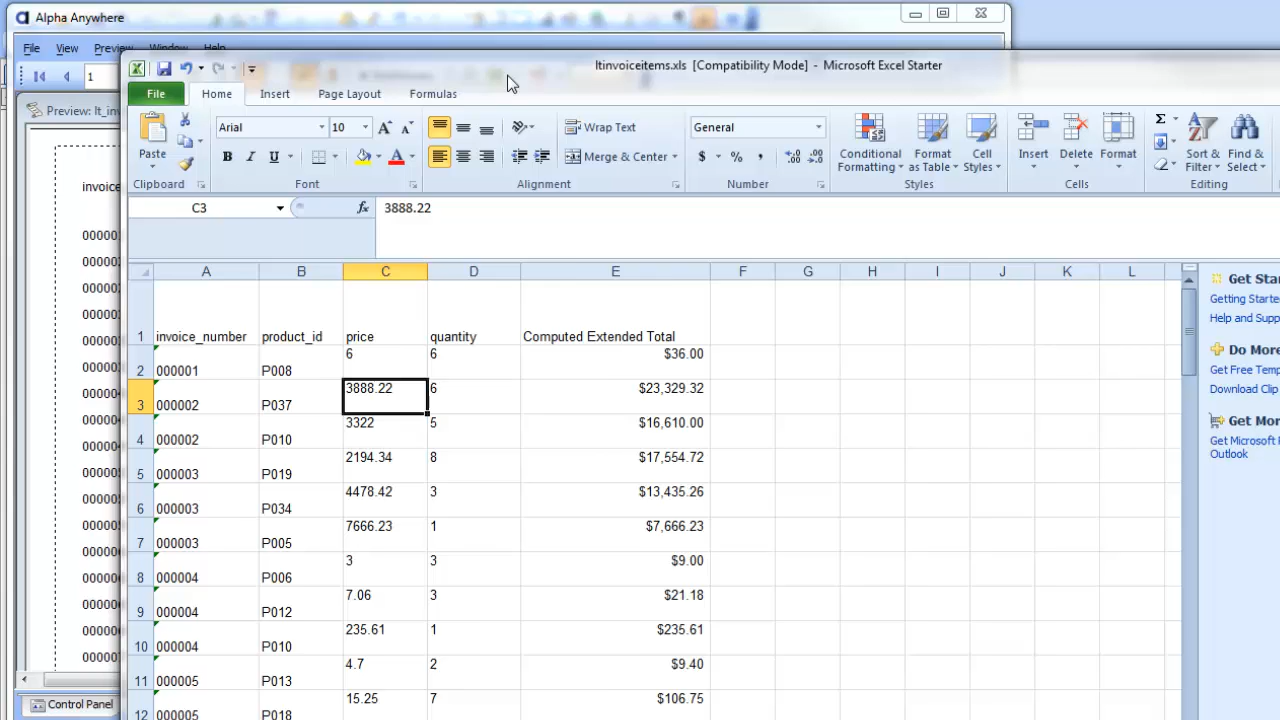 Alpha Anywhere
File View Preview Window Help
1
ltinvoiceitems.xls [Compatibility Mode] - Microsoft Excel Starter
Preview: lt_inv
File Home Insert Page Layout Formulas
Paste
Clipboard
Arial 10
B I U
Font
Wrap Text
Merge & Center
Alignment
General
$ % ,
Number
Conditional Formatting
Format as Table
Cell Styles
Styles
Insert Delete Format
Cells
Sort & Filter
Find & Select
Editing
C3 fx 3888.22
A B C D E F G H I J K L
1 invoice_number product_id price quantity Computed Extended Total
2 000001 P008 6 6 $36.00
3 000002 P037 3888.22 6 $23,329.32
4 000002 P010 3322 5 $16,610.00
5 000003 P019 2194.34 8 $17,554.72
6 000003 P034 4478.42 3 $13,435.26
7 000003 P005 7666.23 1 $7,666.23
8 000004 P006 3 3 $9.00
9 000004 P012 7.06 3 $21.18
10 000004 P010 235.61 1 $235.61
11 000005 P013 4.7 2 $9.40
12 000005 P018 15.25 7 $106.75
Get Star
Getting Starte
Help and Supp
Do More
Get Free Temp
Download Clip
Get Mor
Get Microsoft
Outlook
invoice
Control Panel